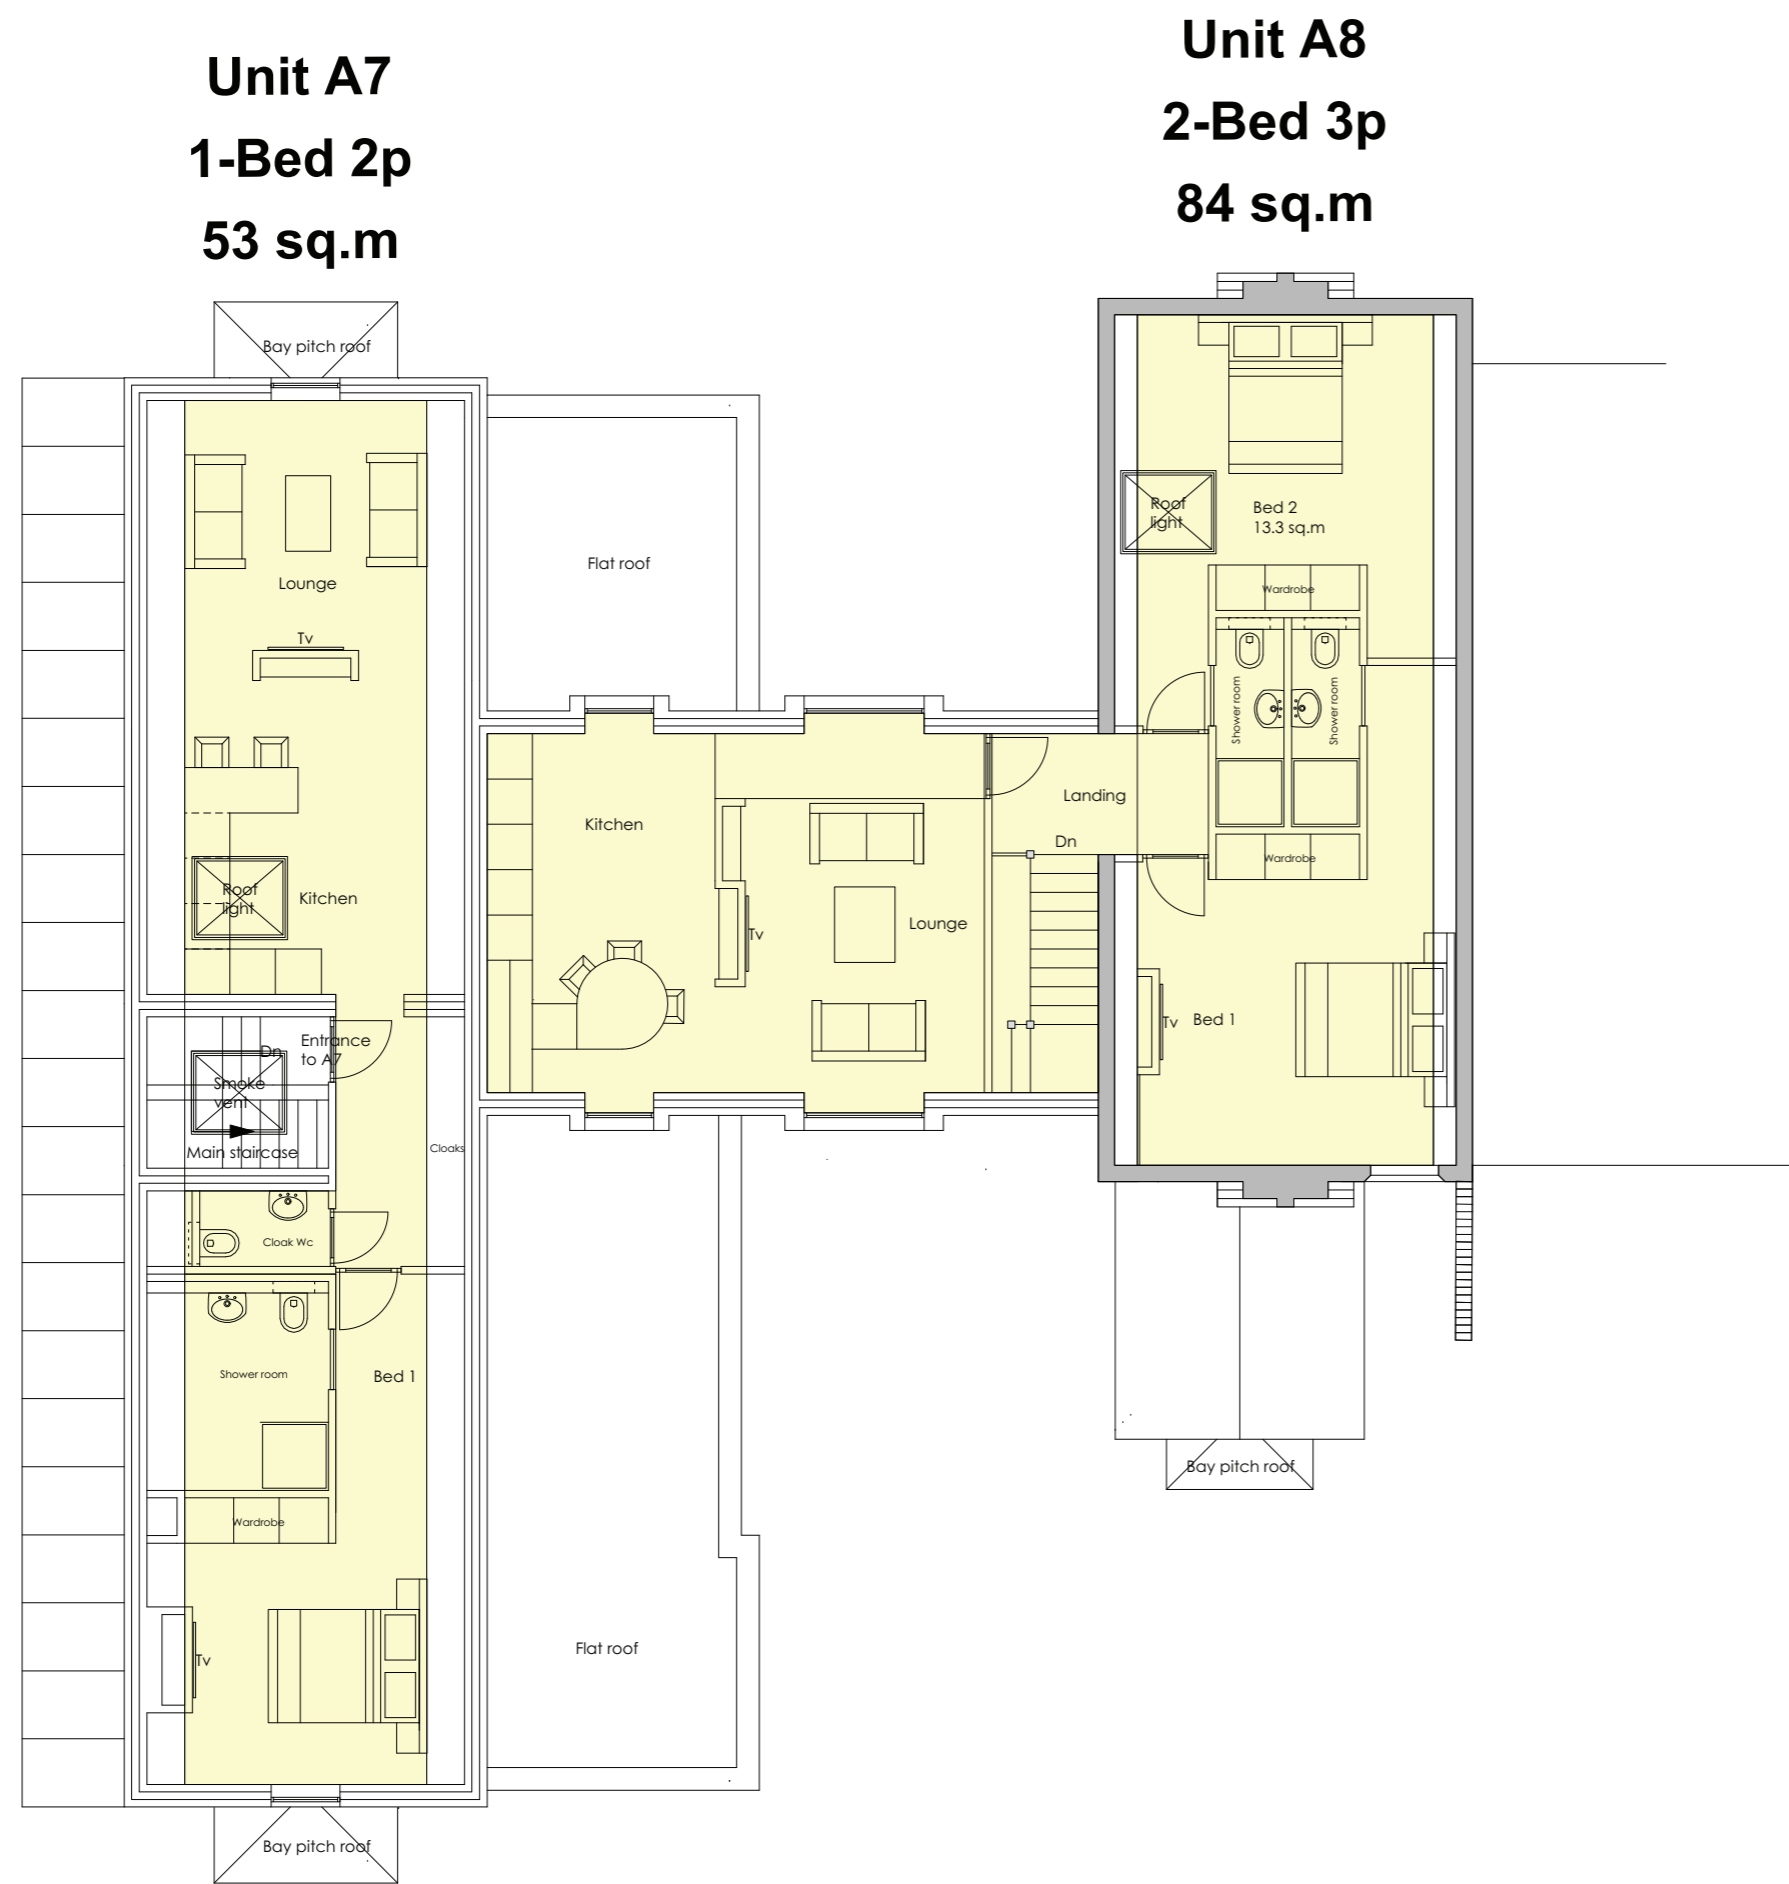 Unit A7
1-Bed 2p
53 sq.m
Unit A8
2-Bed 3p
84 sq.m
Bay pitch roof
Lounge
Tv
Roof
light
Kitchen
Dn
Entrance
to A7
Smoke
vent
Main staircase
Cloaks
Cloak Wc
Shower room
Bed 1
Wardrobe
Tv
Bay pitch roof
Flat roof
Kitchen
Tv
Lounge
Flat roof
Landing
Dn
Roof
light
Bed 2
13.3 sq.m
Wardrobe
Shower room
Shower room
Wardrobe
Tv
Bed 1
Bay pitch roof